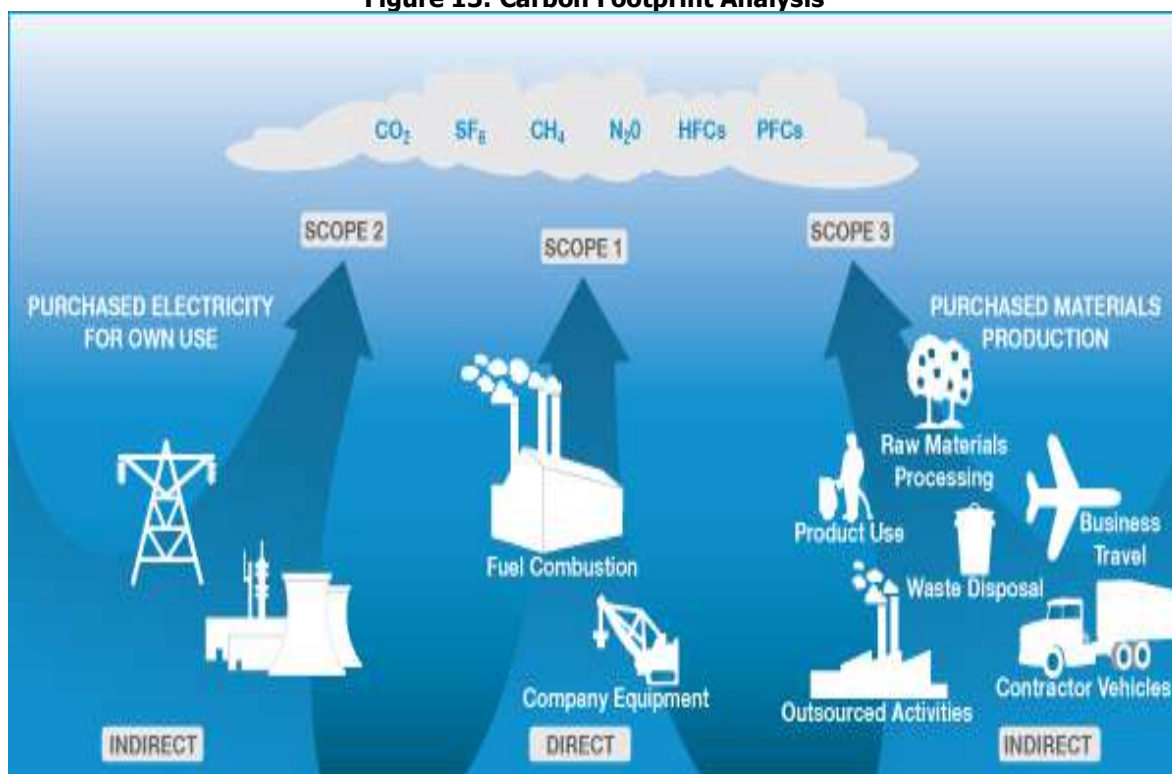 Figure 13: Carbon Footprint Analysis
CO₂ SF₆ CH₄ N₂0 HFCs PFCs
SCOPE 2
SCOPE 1
SCOPE 3
PURCHASED ELECTRICITY
FOR OWN USE
PURCHASED MATERIALS
PRODUCTION
Raw Materials
Processing
Product Use
Business
Travel
Fuel Combustion
Waste Disposal
Company Equipment
Outsourced Activities
Contractor Vehicles
INDIRECT
DIRECT
INDIRECT